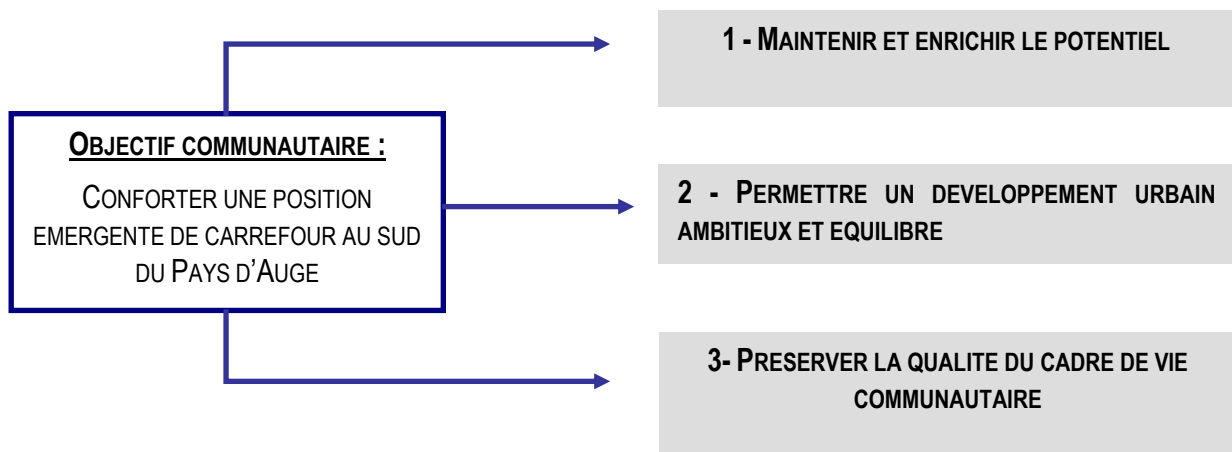 1 - MAINTENIR ET ENRICHIR LE POTENTIEL
OBJECTIF COMMUNAUTAIRE :
CONFORTER UNE POSITION
EMERGENTE DE CARREFOUR AU SUD
DU PAYS D’AUGE
2 - PERMETTRE UN DEVELOPPEMENT URBAIN
AMBITIEUX ET EQUILIBRE
3- PRESERVER LA QUALITE DU CADRE DE VIE
COMMUNAUTAIRE